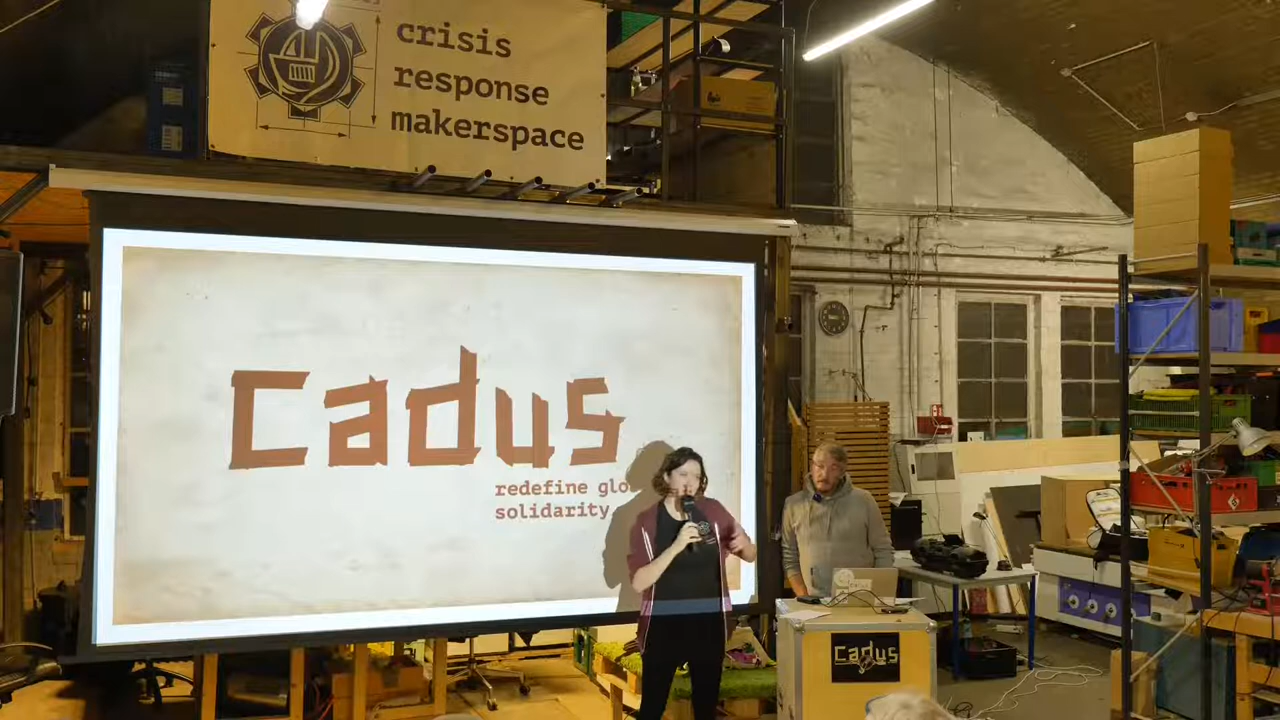 crisis
response
makerspace
cadus
redefine glo
solidarity
cadus